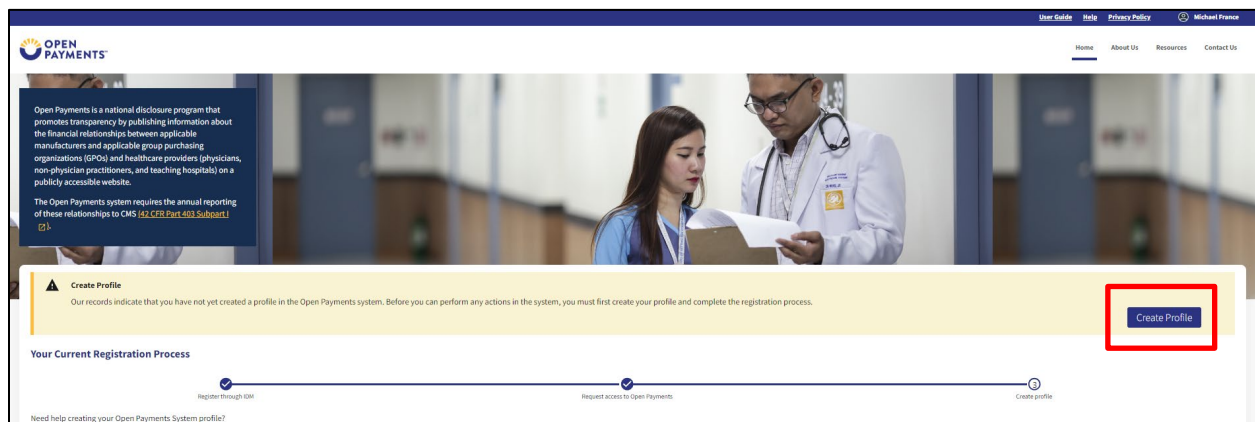 User Guide Help Privacy Policy Michael France
OPEN
PAYMENTS™
Home About Us Resources Contact Us
Open Payments is a national disclosure program that
promotes transparency by publishing information about
the financial relationships between applicable
manufacturers and applicable group purchasing
organizations (GPOs) and healthcare providers (physicians,
non-physician practitioners, and teaching hospitals) on a
publicly accessible website.
The Open Payments system requires the annual reporting
of these relationships to CMS (42 CFR Part 403 Subpart I
).
Create Profile
Our records indicate that you have not yet created a profile in the Open Payments system. Before you can perform any actions in the system, you must first create your profile and complete the registration process.
Create Profile
Your Current Registration Process
3
Register through IDM Request access to Open Payments Create profile
Need help creating your Open Payments System profile?